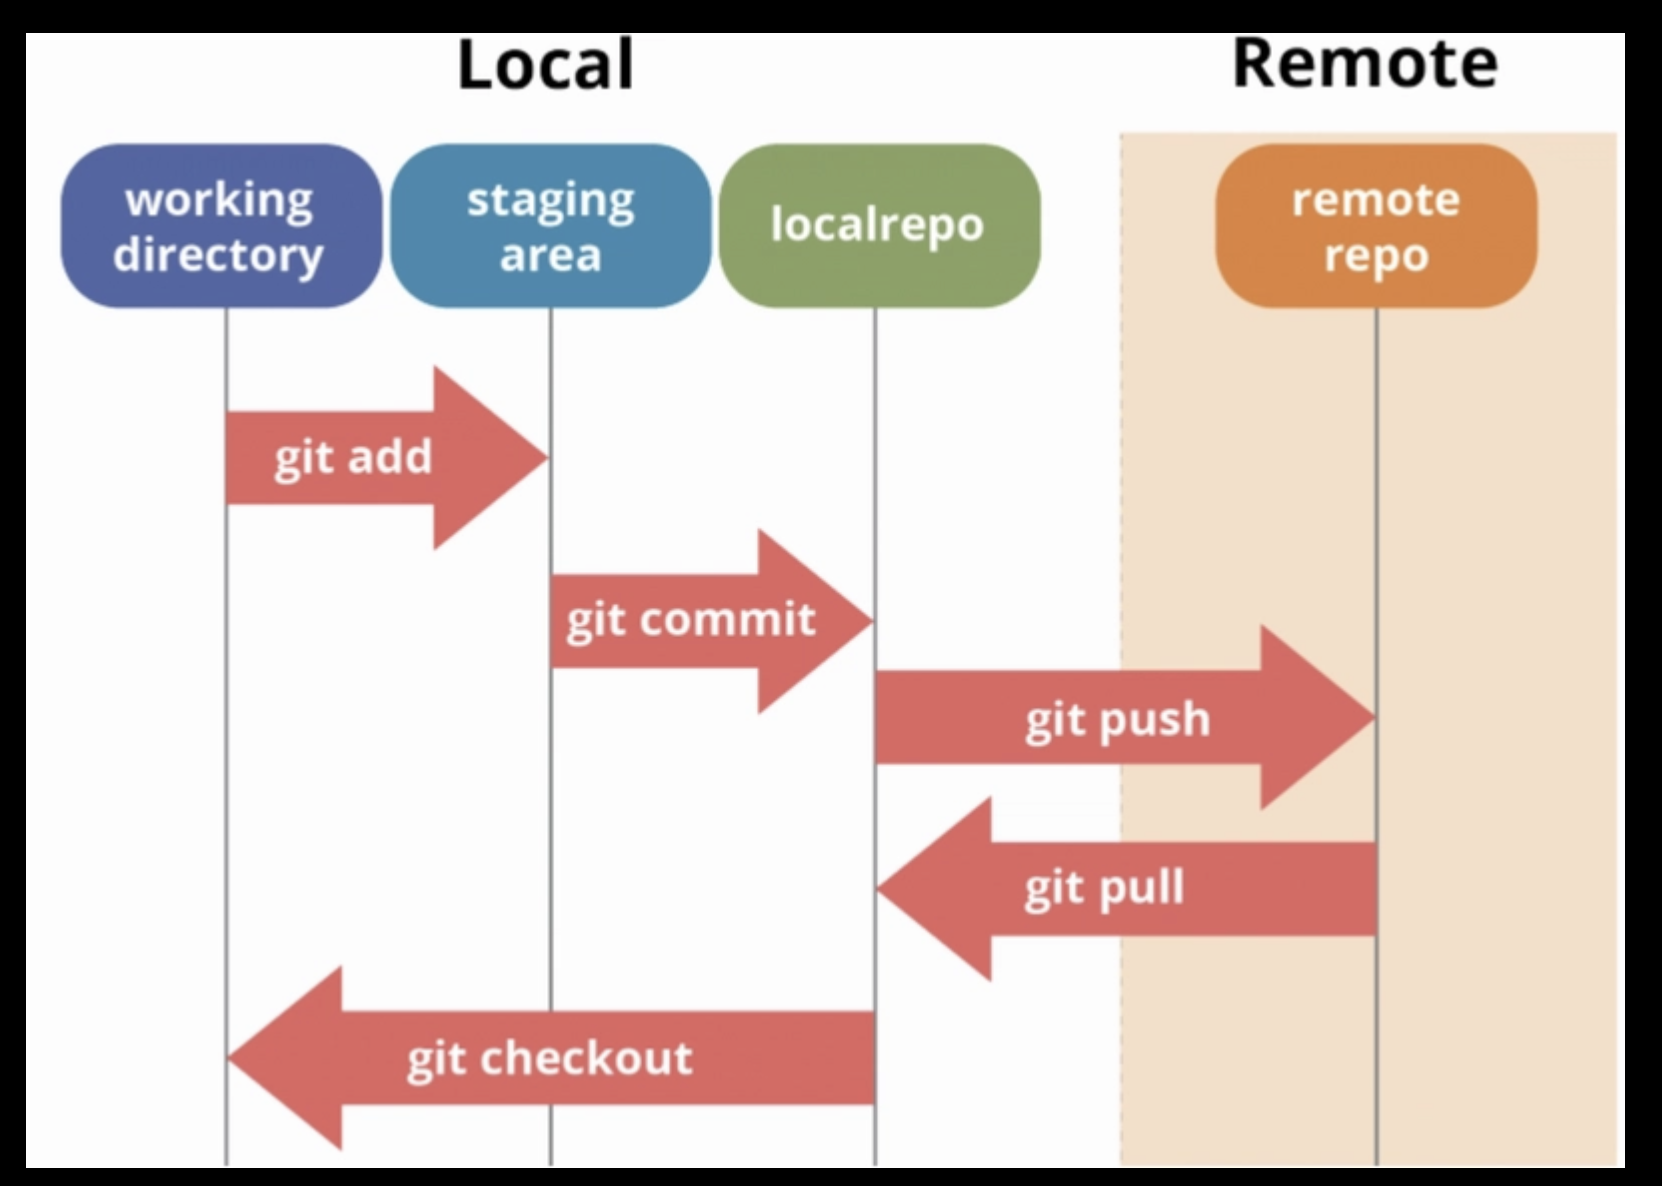 Local
Remote
working
directory
staging
area
localrepo
remote
repo
git add
git commit
git push
git pull
git checkout